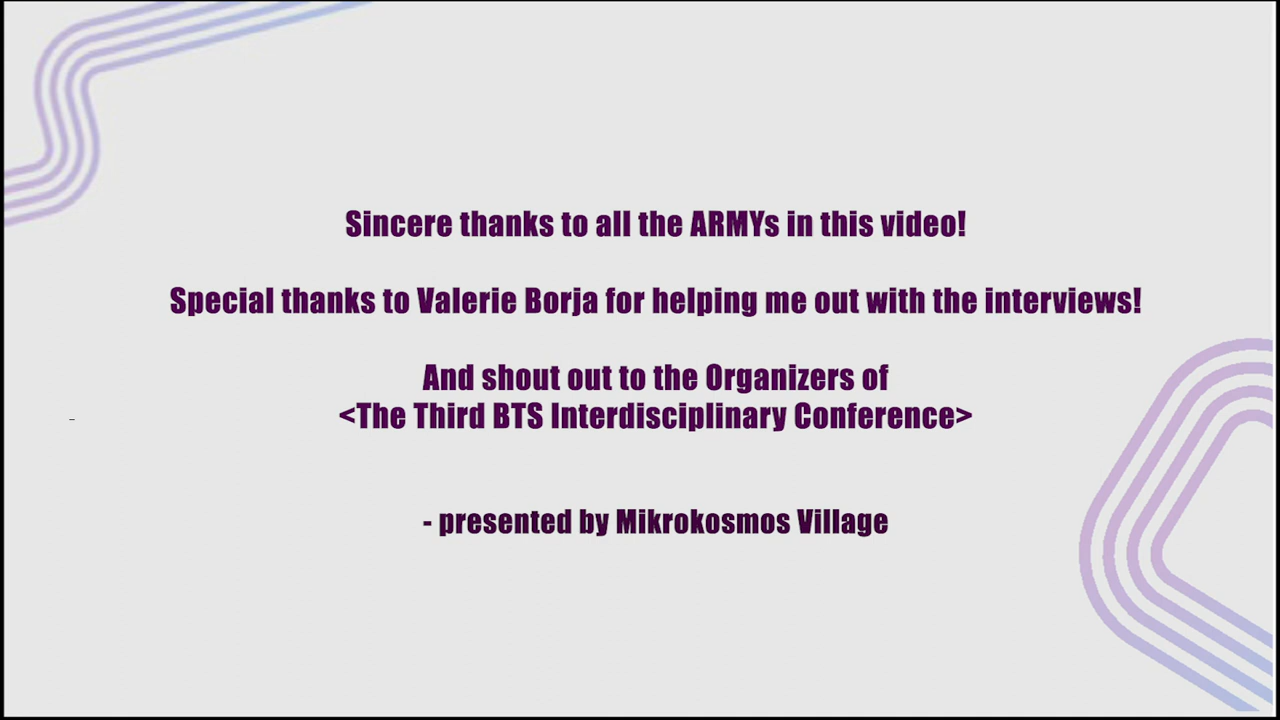 Sincere thanks to all the ARMYs in this video!
Special thanks to Valerie Borja for helping me out with the interviews!
And shout out to the Organizers of
<The Third BTS Interdisciplinary Conference>
- presented by Mikrokosmos Village